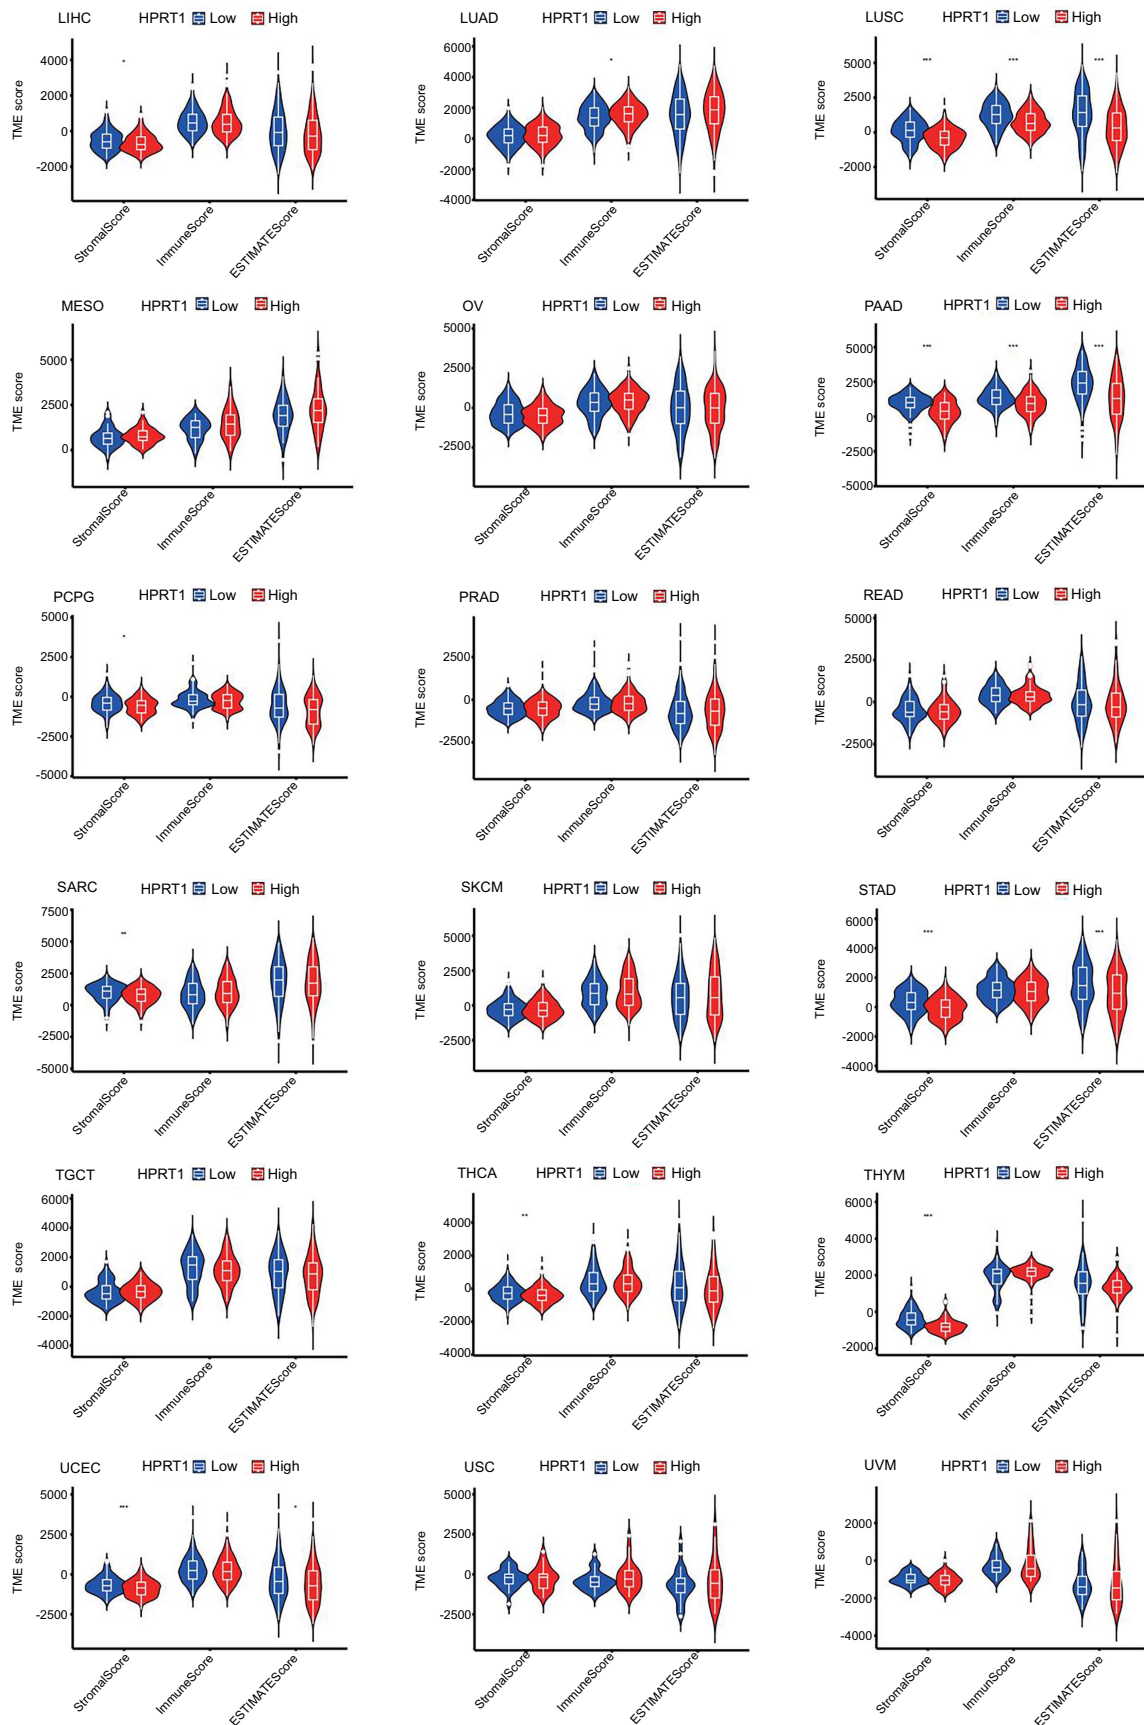 LIHC HPRT1 Low High
TME score
4000
2000
0
-2000
*
StromalScore
ImmuneScore
ESTIMATEScore
LUAD HPRT1 Low High
TME score
6000
4000
2000
0
-2000
-4000
*
StromalScore
ImmuneScore
ESTIMATEScore
LUSC HPRT1 Low High
TME score
5000
2500
0
-2500
*** *** ***
StromalScore
ImmuneScore
ESTIMATEScore
MESO HPRT1 Low High
TME score
5000
2500
0
StromalScore
ImmuneScore
ESTIMATEScore
OV HPRT1 Low High
TME score
5000
2500
0
-2500
StromalScore
ImmuneScore
ESTIMATEScore
PAAD HPRT1 Low High
TME score
5000
2500
0
-2500
-5000
*** *** ***
StromalScore
ImmuneScore
ESTIMATEScore
PCPG HPRT1 Low High
TME score
5000
2500
0
-2500
-5000
*
StromalScore
ImmuneScore
ESTIMATEScore
PRAD HPRT1 Low High
TME score
2500
0
-2500
StromalScore
ImmuneScore
ESTIMATEScore
READ HPRT1 Low High
TME score
5000
2500
0
-2500
StromalScore
ImmuneScore
ESTIMATEScore
SARC HPRT1 Low High
TME score
7500
5000
2500
0
-2500
-5000
**
StromalScore
ImmuneScore
ESTIMATEScore
SKCM HPRT1 Low High
TME score
5000
2500
0
-2500
StromalScore
ImmuneScore
ESTIMATEScore
STAD HPRT1 Low High
TME score
6000
4000
2000
0
-2000
-4000
*** ***
StromalScore
ImmuneScore
ESTIMATEScore
TGCT HPRT1 Low High
TME score
6000
4000
2000
0
-2000
-4000
StromalScore
ImmuneScore
ESTIMATEScore
THCA HPRT1 Low High
TME score
4000
2000
0
-2000
-4000
**
StromalScore
ImmuneScore
ESTIMATEScore
THYM HPRT1 Low High
TME score
6000
4000
2000
0
-2000
***
StromalScore
ImmuneScore
ESTIMATEScore
UCEC HPRT1 Low High
TME score
5000
2500
0
-2500
*** *
StromalScore
ImmuneScore
ESTIMATEScore
USC HPRT1 Low High
TME score
5000
2500
0
-2500
StromalScore
ImmuneScore
ESTIMATEScore
UVM HPRT1 Low High
TME score
2000
0
-2000
-4000
StromalScore
ImmunScore
ESTIMATEScore